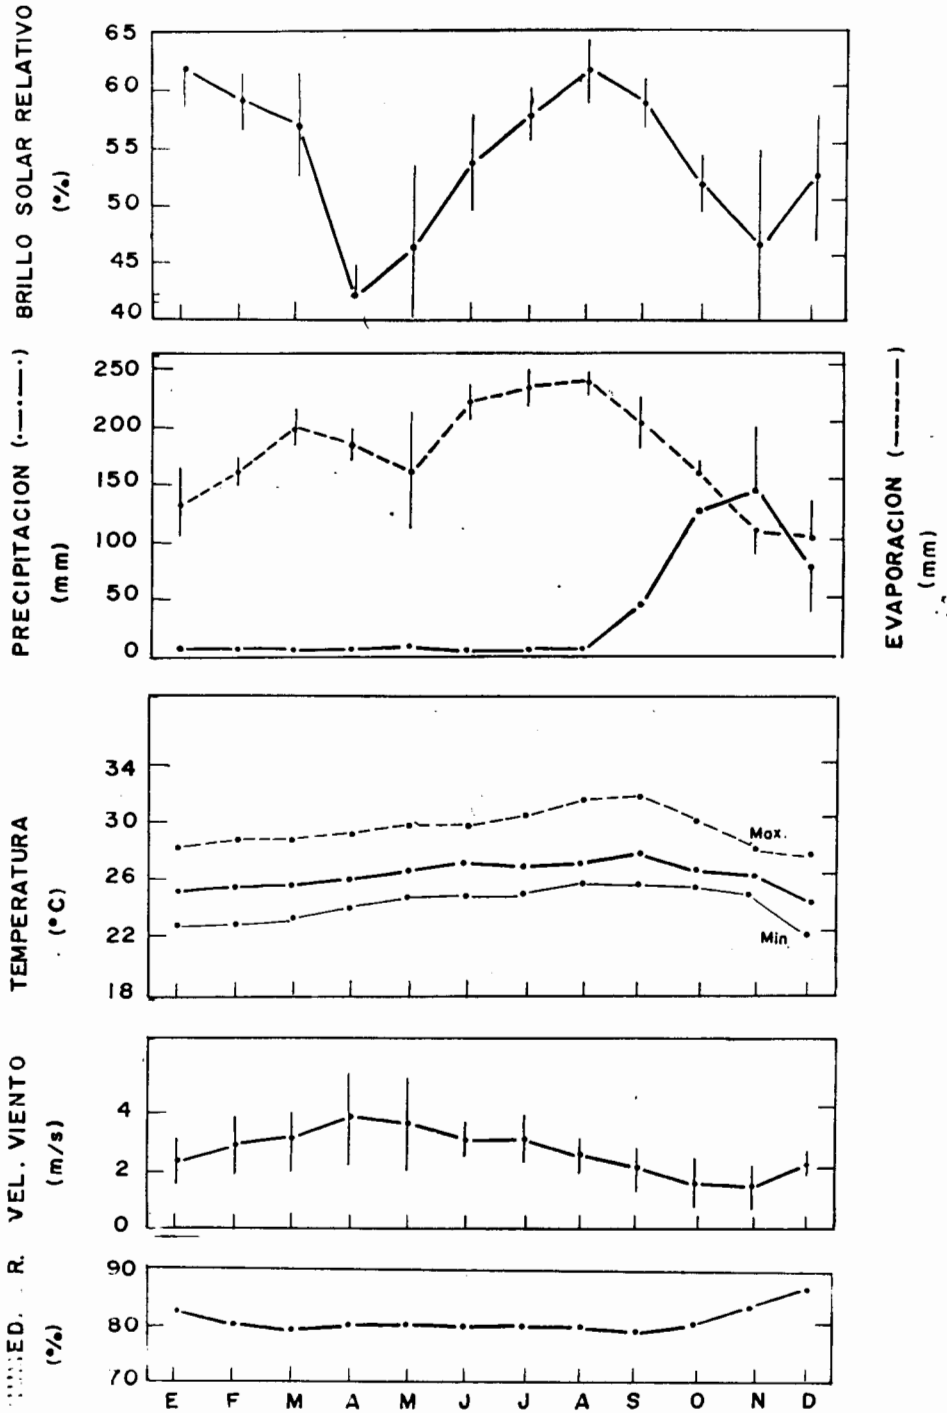 BRILLO SOLAR RELATIVO
(%)
65
60
55
50
45
40
PRECIPITACION (·—·—·)
(mm)
250
200
150
100
50
0
EVAPORACION (-----)
(mm)
TEMPERATURA
(°C)
34
30
26
22
18
Max.
Min
VEL. VIENTO
(m/s)
4
2
0
ED. R.
(%)
90
80
70
E F M A M J J A S O N D